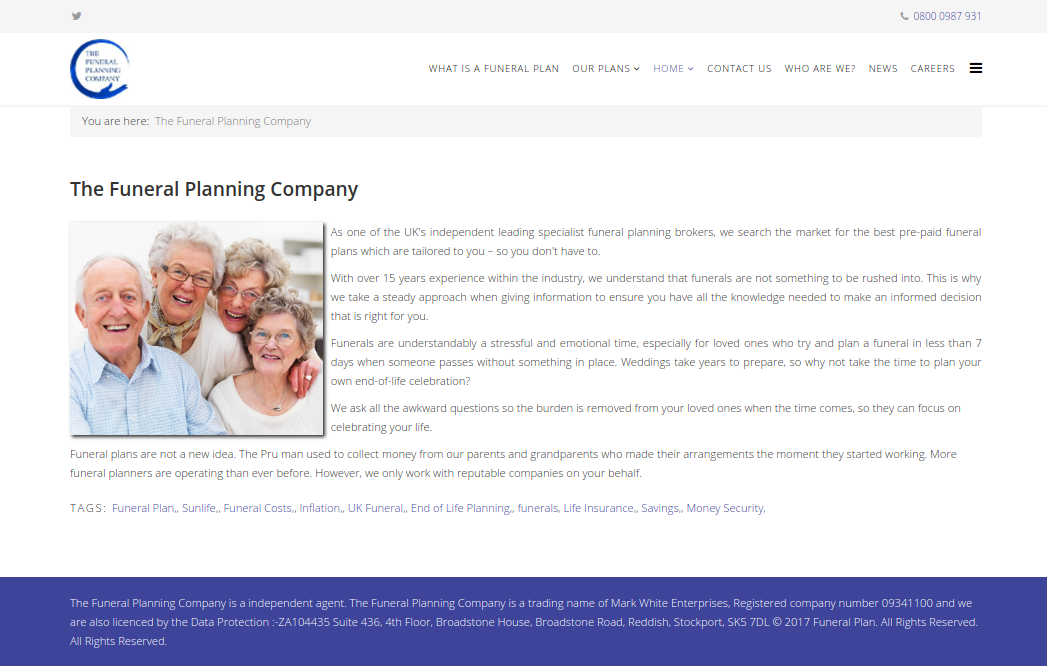 0800 0987 931
THE
FUNERAL
PLANNING
COMPANY
WHAT IS A FUNERAL PLAN OUR PLANS HOME CONTACT US WHO ARE WE? NEWS CAREERS
You are here: The Funeral Planning Company
The Funeral Planning Company
As one of the UK's independent leading specialist funeral planning brokers, we search the market for the best pre-paid funeral
plans which are tailored to you – so you don't have to.
With over 15 years experience within the industry, we understand that funerals are not something to be rushed into. This is why
we take a steady approach when giving information to ensure you have all the knowledge needed to make an informed decision
that is right for you.
Funerals are understandably a stressful and emotional time, especially for loved ones who try and plan a funeral in less than 7
days when someone passes without something in place. Weddings take years to prepare, so why not take the time to plan your
own end-of-life celebration?
We ask all the awkward questions so the burden is removed from your loved ones when the time comes, so they can focus on
celebrating your life.
Funeral plans are not a new idea. The Pru man used to collect money from our parents and grandparents who made their arrangements the moment they started working. More
funeral planners are operating than ever before. However, we only work with reputable companies on your behalf.
TAGS: Funeral Plan,, Sunlife,, Funeral Costs,, Inflation,, UK Funeral,, End of Life Planning,, funerals, Life Insurance,, Savings,, Money Security,
The Funeral Planning Company is a independent agent. The Funeral Planning Company is a trading name of Mark White Enterprises, Registered company number 09341100 and we
are also licenced by the Data Protection :-ZA104435 Suite 436, 4th Floor, Broadstone House, Broadstone Road, Reddish, Stockport, SK5 7DL © 2017 Funeral Plan. All Rights Reserved.
All Rights Reserved.